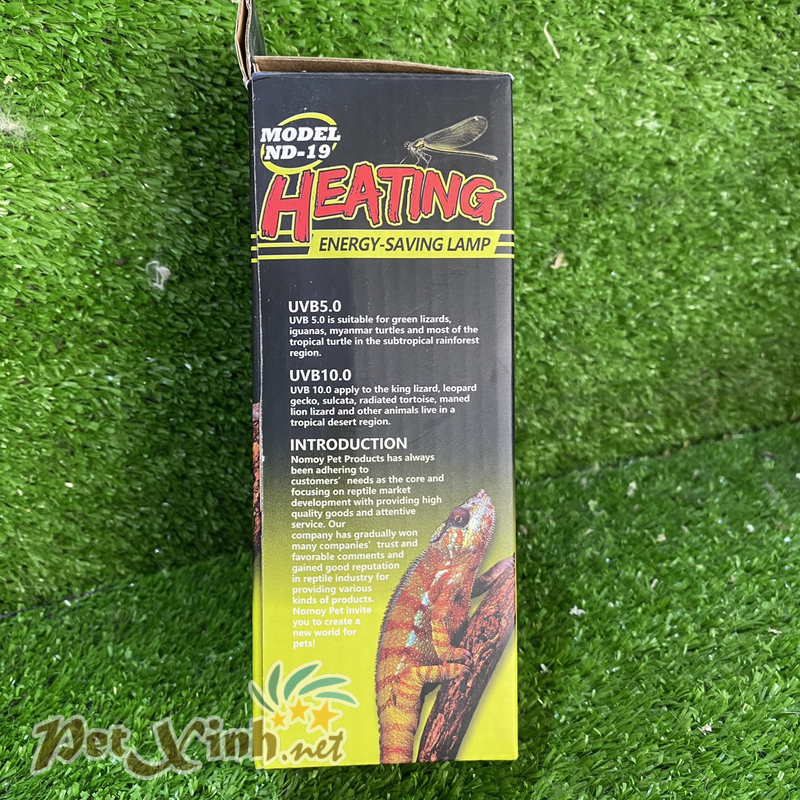 MODEL
ND-19
HEATING
ENERGY-SAVING LAMP
UVB5.0
UVB 5.0 is suitable for green lizards,
iguanas, myanmar turtles and most of the
tropical turtle in the subtropical rainforest
region.
UVB10.0
UVB 10.0 apply to the king lizard, leopard
gecko, sulcata, radiated tortoise, maned
lion lizard and other animals live in a
tropical desert region.
INTRODUCTION
Nomoy Pet Products has always
been adhering to
customers' needs as the core and
focusing on reptile market
development with providing high
quality goods and attentive
service. Our
company has gradually won
many companies' trust and
favorable comments and
gained good reputation
in reptile industry for
providing various
kinds of products.
Nomoy Pet invite
you to create a
new world for
pets!
Pet Xinh.net